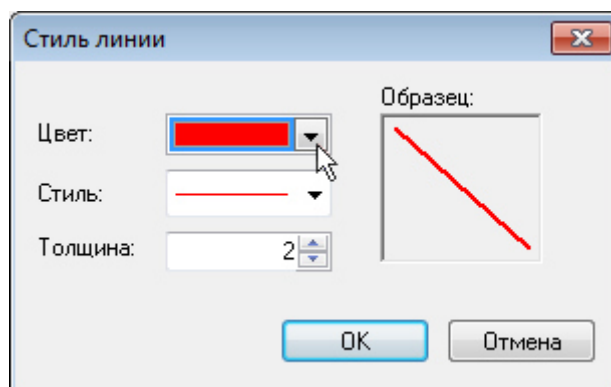 Стиль линии
Образец:
Цвет:
Стиль:
Толщина: 2
OK Отмена